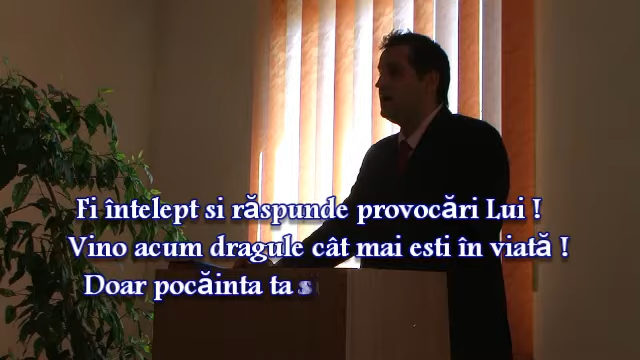 Fi întelept si răspunde provocări Lui !
Vino acum dragule cât mai esti în viată !
Doar pocăinta ta s